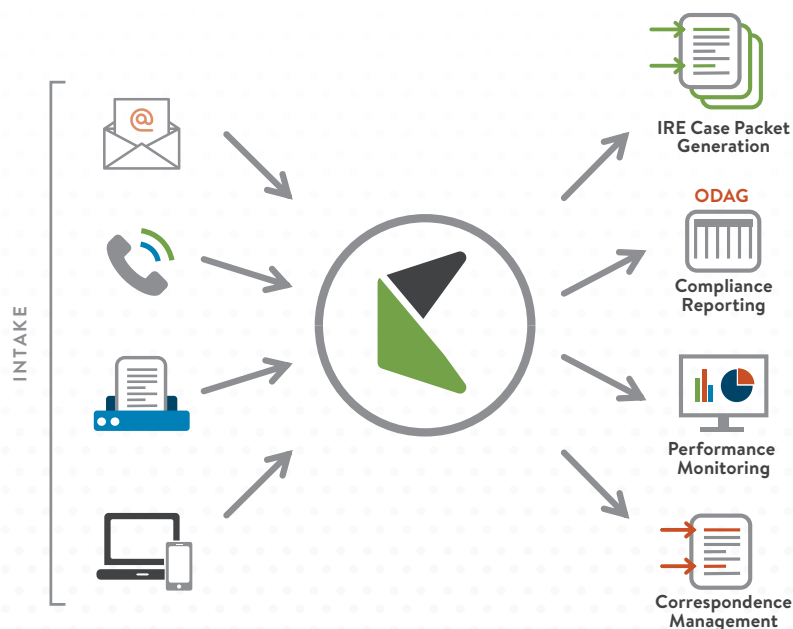 INTAKE
@
IRE Case Packet
Generation
ODAG
Compliance
Reporting
Performance
Monitoring
Correspondence
Management